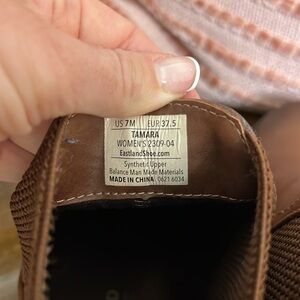 US 7M EUR 37.5
TAMARA
WOMEN'S 2309-04
EastlandShoe.com
Synthetic Upper
Balance Man Made Materials
MADE IN CHINA 0621 6034